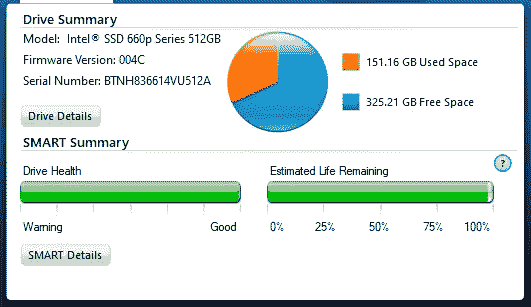 Drive Summary
Model: Intel® SSD 660p Series 512GB
Firmware Version: 004C
Serial Number: BTNH836614VU512A
Drive Details
151.16 GB Used Space
325.21 GB Free Space
SMART Summary
?
Drive Health
Estimated Life Remaining
Warning Good
0% 25% 50% 75% 100%
SMART Details